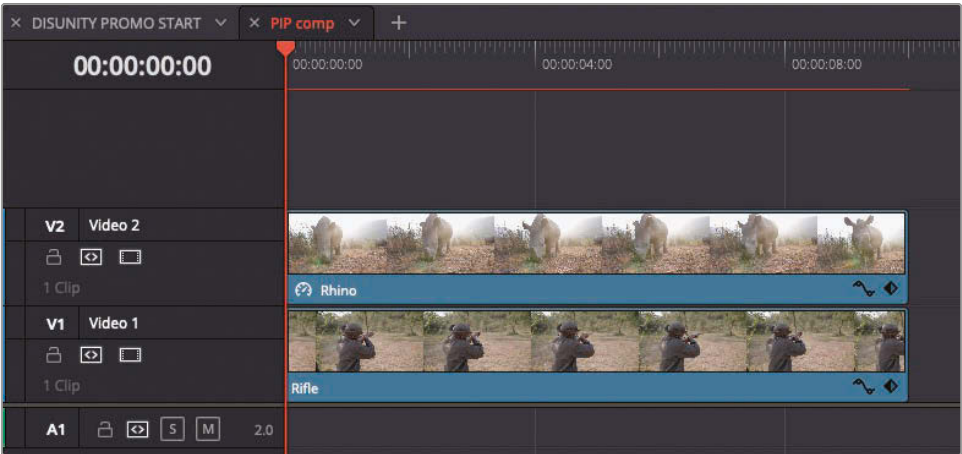 × DISUNITY PROMO START × PIP comp +
00:00:00:00
00:00:00:00 00:00:04:00 00:00:08:00
V2 Video 2
1 Clip
Rhino
V1 Video 1
1 Clip
Rifle
A1 S M 2.0